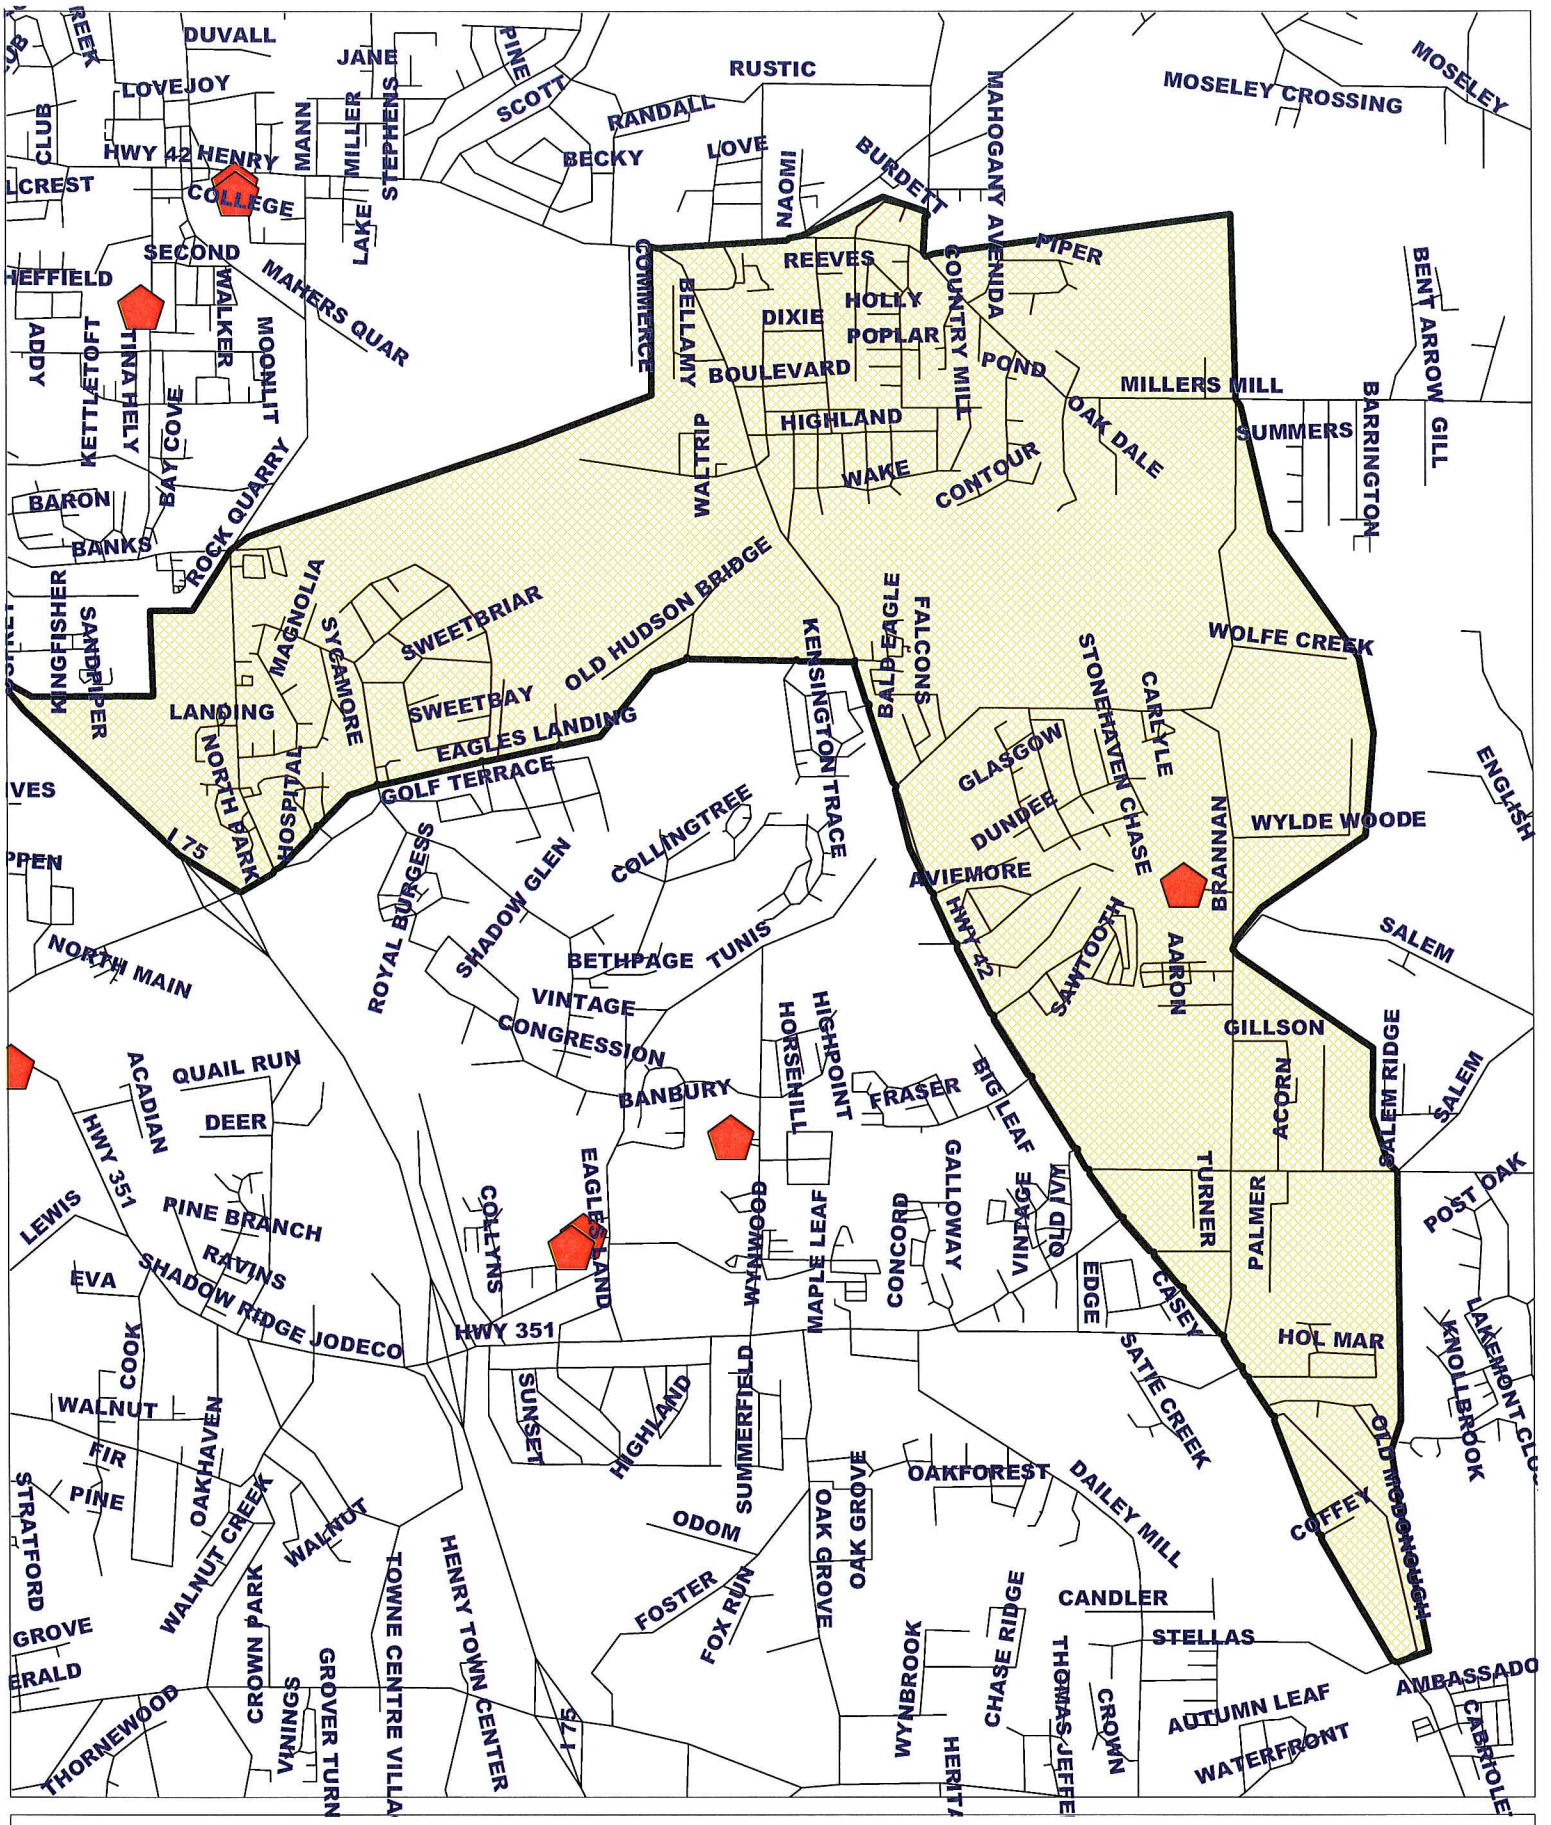 DUVALL
JANE
PINE
RUSTIC
MOSELEY
LOVEJOY
SCOTT
RANDALL
MOSELEY CROSSING
CLUB
MANN
MILLER
STEPHENS
MAHOGANY
HWY 42
HENRY
BECKY
LOVE
NAOMI
BURDETT
LCREST
COLLEGE
LAKE
AVENIDA
SECOND
COMMERCE
REEVES
COUNTRY MILL
PIPER
HEFFIELD
WALKER
MAHERS QUAR
BELLAMY
HOLLY
BENT ARROW
ADDY
KETTLETOFT
TINA HELY
MOONLIT
DIXIE
POPLAR
POND
BOULEVARD
MILLERS MILL
BAY COVE
WALTRIP
HIGHLAND
OAK DALE
SUMMERS
BARRINGTON
GILL
BARON
ROCK QUARRY
WAKE
CONTOUR
BANKS
KINGFISHER
SANDPIPER
MAGNOLIA
SYCAMORE
SWEETBRIAR
OLD HUDSON BRIDGE
KENSINGTON TRACE
BALD EAGLE
FALCONS
STONEHAVEN CHASE
CARLYLE
WOLFE CREEK
LANDING
SWEETBAY
EAGLES LANDING
NORTH PARK
HOSPITAL
GOLF TERRACE
GLASGOW
ENGLISH
IVES
I 75
PPEN
ROYAL BURGESS
SHADOW GLEN
COLLINGTREE
DUNDEE
BRANNAN
WYLDE WOODE
AVIEMORE
HWY 42
SAWTOOTH
AARON
SALEM
NORTH MAIN
BETHPAGE
TUNIS
VINTAGE
CONGRESSION
HORSEHILL
HIGHPOINT
GILLSON
SALEM RIDGE
SALEM
ACADIAN
QUAIL RUN
BANBURY
FRASER
BIG LEAF
ACORN
DEER
HWY 351
EAGLES LAND
GALLOWAY
VINTAGE
OLD IVY
TURNER
PALMER
POST OAK
LEWIS
PINE BRANCH
COLLYNS
WYNWOOD
MAPLE LEAF
CONCORD
EVA
RAVINS
SHADOW RIDGE
JODECO
HWY 351
EDGE
CASEY
HOL MAR
LAKEMONT
KNOLLBROOK
COOK
SATIE CREEK
WALNUT
OAKHAVEN
SUNSET
HIGHLAND
SUMMERFIELD
OLD MCDONOUGH
FIR
PINE
STRATFORD
WALNUT CREEK
WALNUT
OAK GROVE
OAK GROVE
OAKFOREST
DAILEY MILL
COFFEY
ODOM
CROWN PARK
TOWNE CENTRE VILLA
HENRY TOWN CENTER
FOSTER
FOX RUN
CHASE RIDGE
CANDLER
STELLAS
GROVE
ERALD
THORNEWOOD
VININGS
GROVER TURN
I 75
WYNBROOK
HERITA
THOMAS JEFFE
CROWN
AUTUMN LEAF
WATERFRONT
AMBASSADO
CABRIOLE